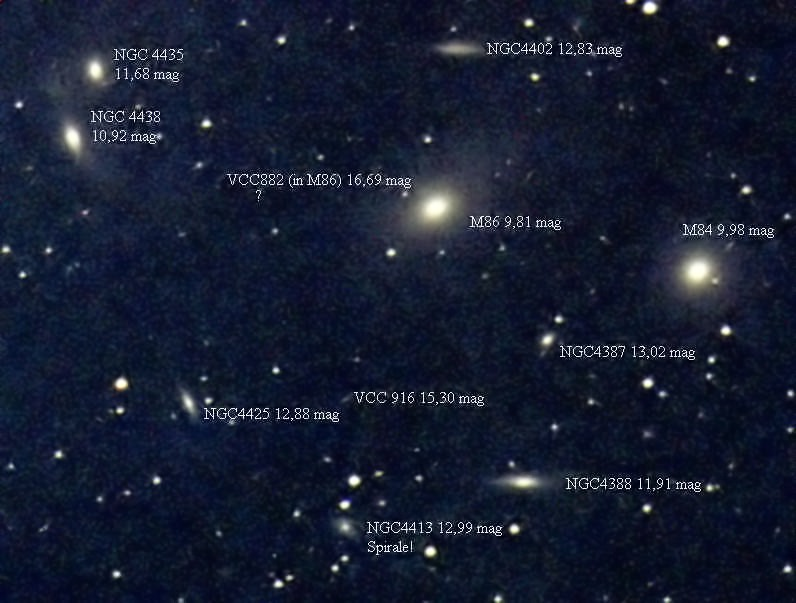 NGC 4435
11,68 mag
NGC4402 12,83 mag
NGC 4438
10,92 mag
VCC882 (in M86) 16,69 mag
?
M86 9,81 mag
M84 9,98 mag
NGC4387 13,02 mag
VCC 916 15,30 mag
NGC4425 12,88 mag
NGC4388 11,91 mag
NGC4413 12,99 mag
Spirale!